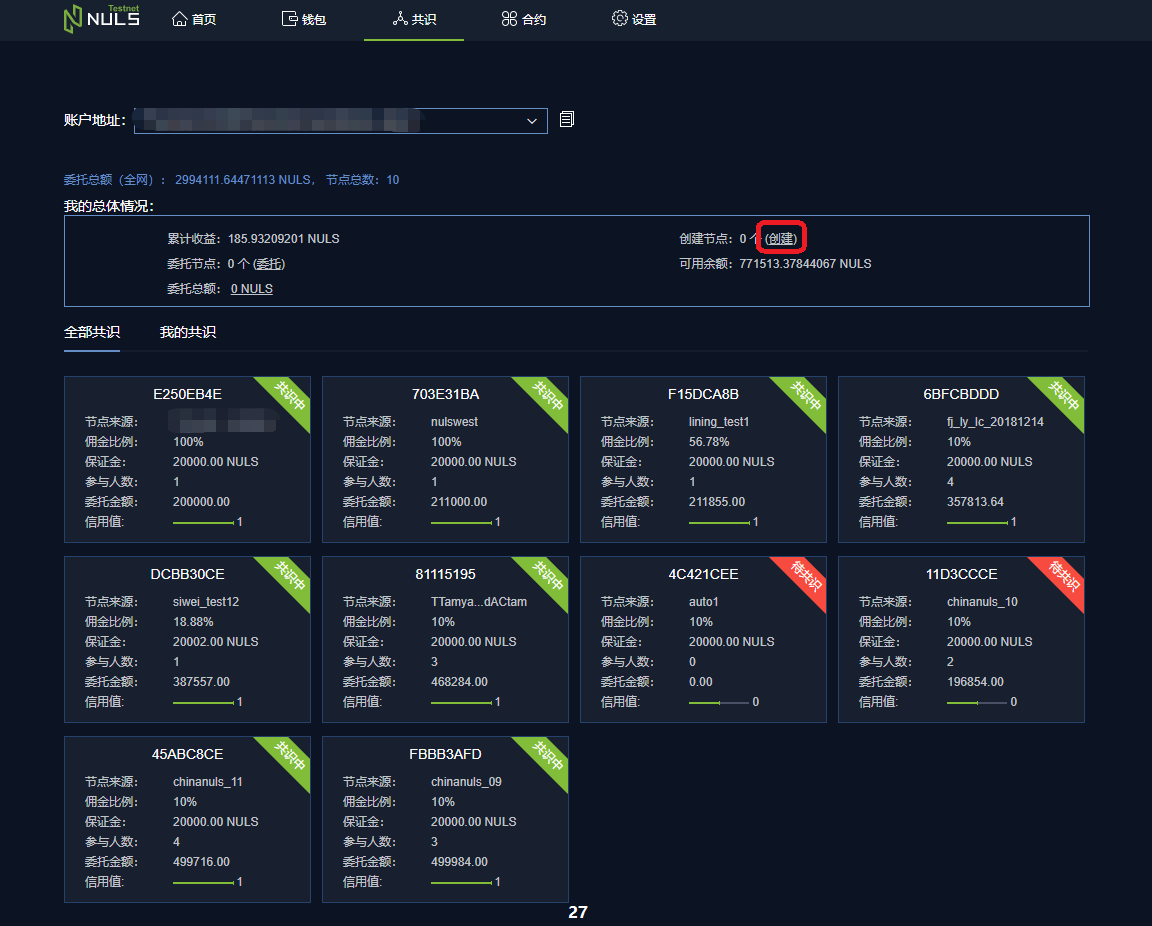 Testnet
NULS 首页 钱包 共识 合约 设置
账户地址：
委托总额（全网）： 2994111.64471113 NULS， 节点总数：10
我的总体情况：
累计收益：185.93209201 NULS 创建节点：0 个 (创建)
委托节点：0 个 (委托) 可用余额：771513.37844067 NULS
委托总额： 0 NULS
全部共识 我的共识
E250EB4E 共识中
节点来源：
佣金比例： 100%
保证金： 20000.00 NULS
参与人数： 1
委托金额： 200000.00
信用值: 1
703E31BA 共识中
节点来源： nulswest
佣金比例： 100%
保证金： 20000.00 NULS
参与人数： 1
委托金额： 211000.00
信用值: 1
F15DCA8B 共识中
节点来源： lining_test1
佣金比例： 56.78%
保证金： 20000.00 NULS
参与人数： 1
委托金额： 211855.00
信用值: 1
6BFCBDDD 共识中
节点来源： fj_ly_lc_20181214
佣金比例： 10%
保证金： 20000.00 NULS
参与人数： 4
委托金额： 357813.64
信用值: 1
DCBB30CE 共识中
节点来源： siwei_test12
佣金比例： 18.88%
保证金： 20002.00 NULS
参与人数： 1
委托金额： 387557.00
信用值: 1
81115195 共识中
节点来源： TTamya...dACtam
佣金比例： 10%
保证金： 20000.00 NULS
参与人数： 3
委托金额： 468284.00
信用值: 1
4C421CEE 待共识
节点来源： auto1
佣金比例： 10%
保证金： 20000.00 NULS
参与人数： 0
委托金额： 0.00
信用值: 0
11D3CCCE 待共识
节点来源： chinanuls_10
佣金比例： 10%
保证金： 20000.00 NULS
参与人数： 2
委托金额： 196854.00
信用值: 0
45ABC8CE 共识中
节点来源： chinanuls_11
佣金比例： 10%
保证金： 20000.00 NULS
参与人数： 4
委托金额： 499716.00
信用值: 1
FBBB3AFD 共识中
节点来源： chinanuls_09
佣金比例： 10%
保证金： 20000.00 NULS
参与人数： 3
委托金额： 499984.00
信用值: 1
27